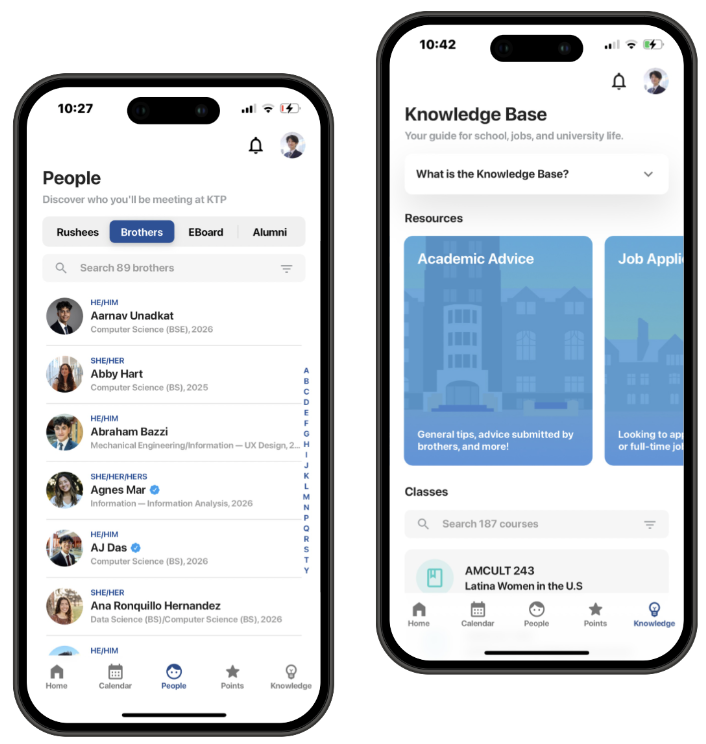 10:27
People
Discover who you'll be meeting at KTP
Rushees Brothers EBoard Alumni
Search 89 brothers
HE/HIM
Aarnav Unadkat
Computer Science (BSE), 2026
SHE/HER
Abby Hart
Computer Science (BS), 2025
HE/HIM
Abraham Bazzi
Mechanical Engineering/Information — UX Design, 2...
SHE/HER/HERS
Agnes Mar
Information — Information Analysis, 2026
HE/HIM
AJ Das
Computer Science (BS), 2026
SHE/HER
Ana Ronquillo Hernandez
Data Science (BS)/Computer Science (BS), 2026
HE/HIM
A
B
C
D
E
F
G
H
I
J
K
L
M
N
P
Q
R
S
T
Y
Home Calendar People Points Knowledge
10:42
Knowledge Base
Your guide for school, jobs, and university life.
What is the Knowledge Base?
Resources
Academic Advice
General tips, advice submitted by
brothers, and more!
Job Appli
Looking to app
or full-time jo
Classes
Search 187 courses
AMCULT 243
Latina Women in the U.S
Home Calendar People Points Knowledge